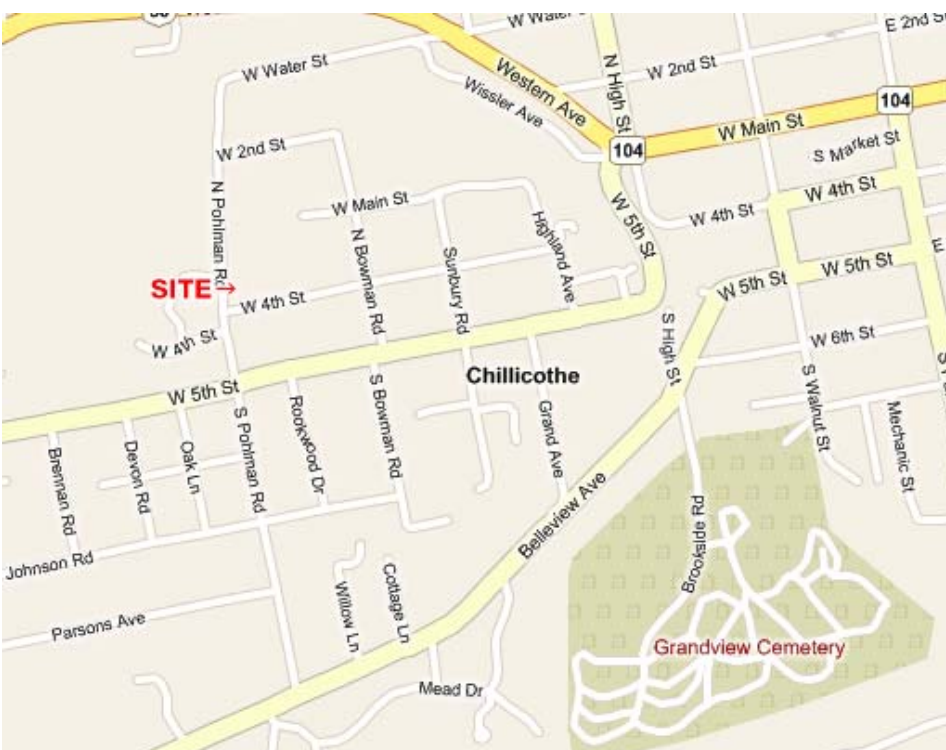 W Water St
E 2nd St
W Water St
Western Ave
N High St
W 2nd St
104
Wissler Ave
W Main St
104
S Market St
W 2nd St
N Pohlman Rd
W Main St
W 4th St
W 5th St
W 4th St
Highland Ave
N Bowman Rd
Sunbury Rd
SITE →
W 4th St
W 5th St
W 5th St
W 4th St
S High St
W 6th St
Chillicothe
W 5th St
S Pohlman Rd
Rookwood Dr
S Bowman Rd
Grand Ave
S Walnut St
Mechanic St
Brennan Rd
Devon Rd
Oak Ln
Belleview Ave
Brookside Rd
Johnson Rd
Willow Ln
Cottage Ln
Parsons Ave
Grandview Cemetery
Mead Dr